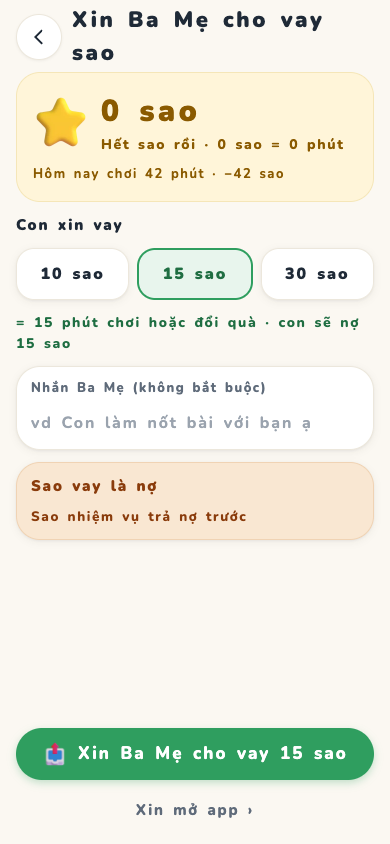 Xin Ba Mẹ cho vay
sao
0 sao
Hết sao rồi · 0 sao = 0 phút
Hôm nay chơi 42 phút · −42 sao
Con xin vay
10 sao
15 sao
30 sao
= 15 phút chơi hoặc đổi quà · con sẽ nợ
15 sao
Nhắn Ba Mẹ (không bắt buộc)
vd Con làm nốt bài với bạn ạ
Sao vay là nợ
Sao nhiệm vụ trả nợ trước
Xin Ba Mẹ cho vay 15 sao
Xin mở app ›